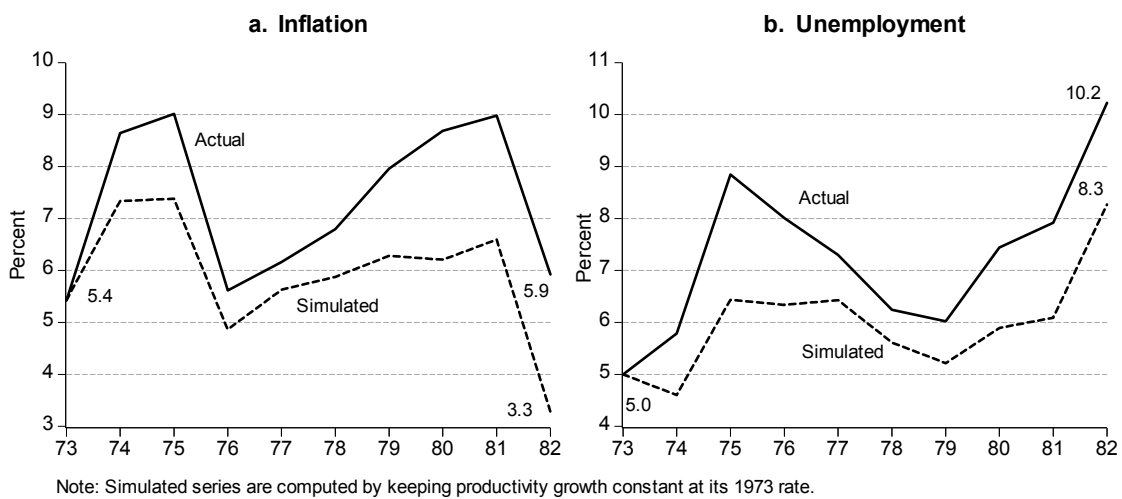 a. Inflation
10
9
8
7
6
5
4
3
Percent
Actual
Simulated
5.4
5.9
3.3
73 74 75 76 77 78 79 80 81 82
b. Unemployment
11
10
9
8
7
6
5
4
Percent
10.2
8.3
Actual
Simulated
5.0
73 74 75 76 77 78 79 80 81 82
Note: Simulated series are computed by keeping productivity growth constant at its 1973 rate.